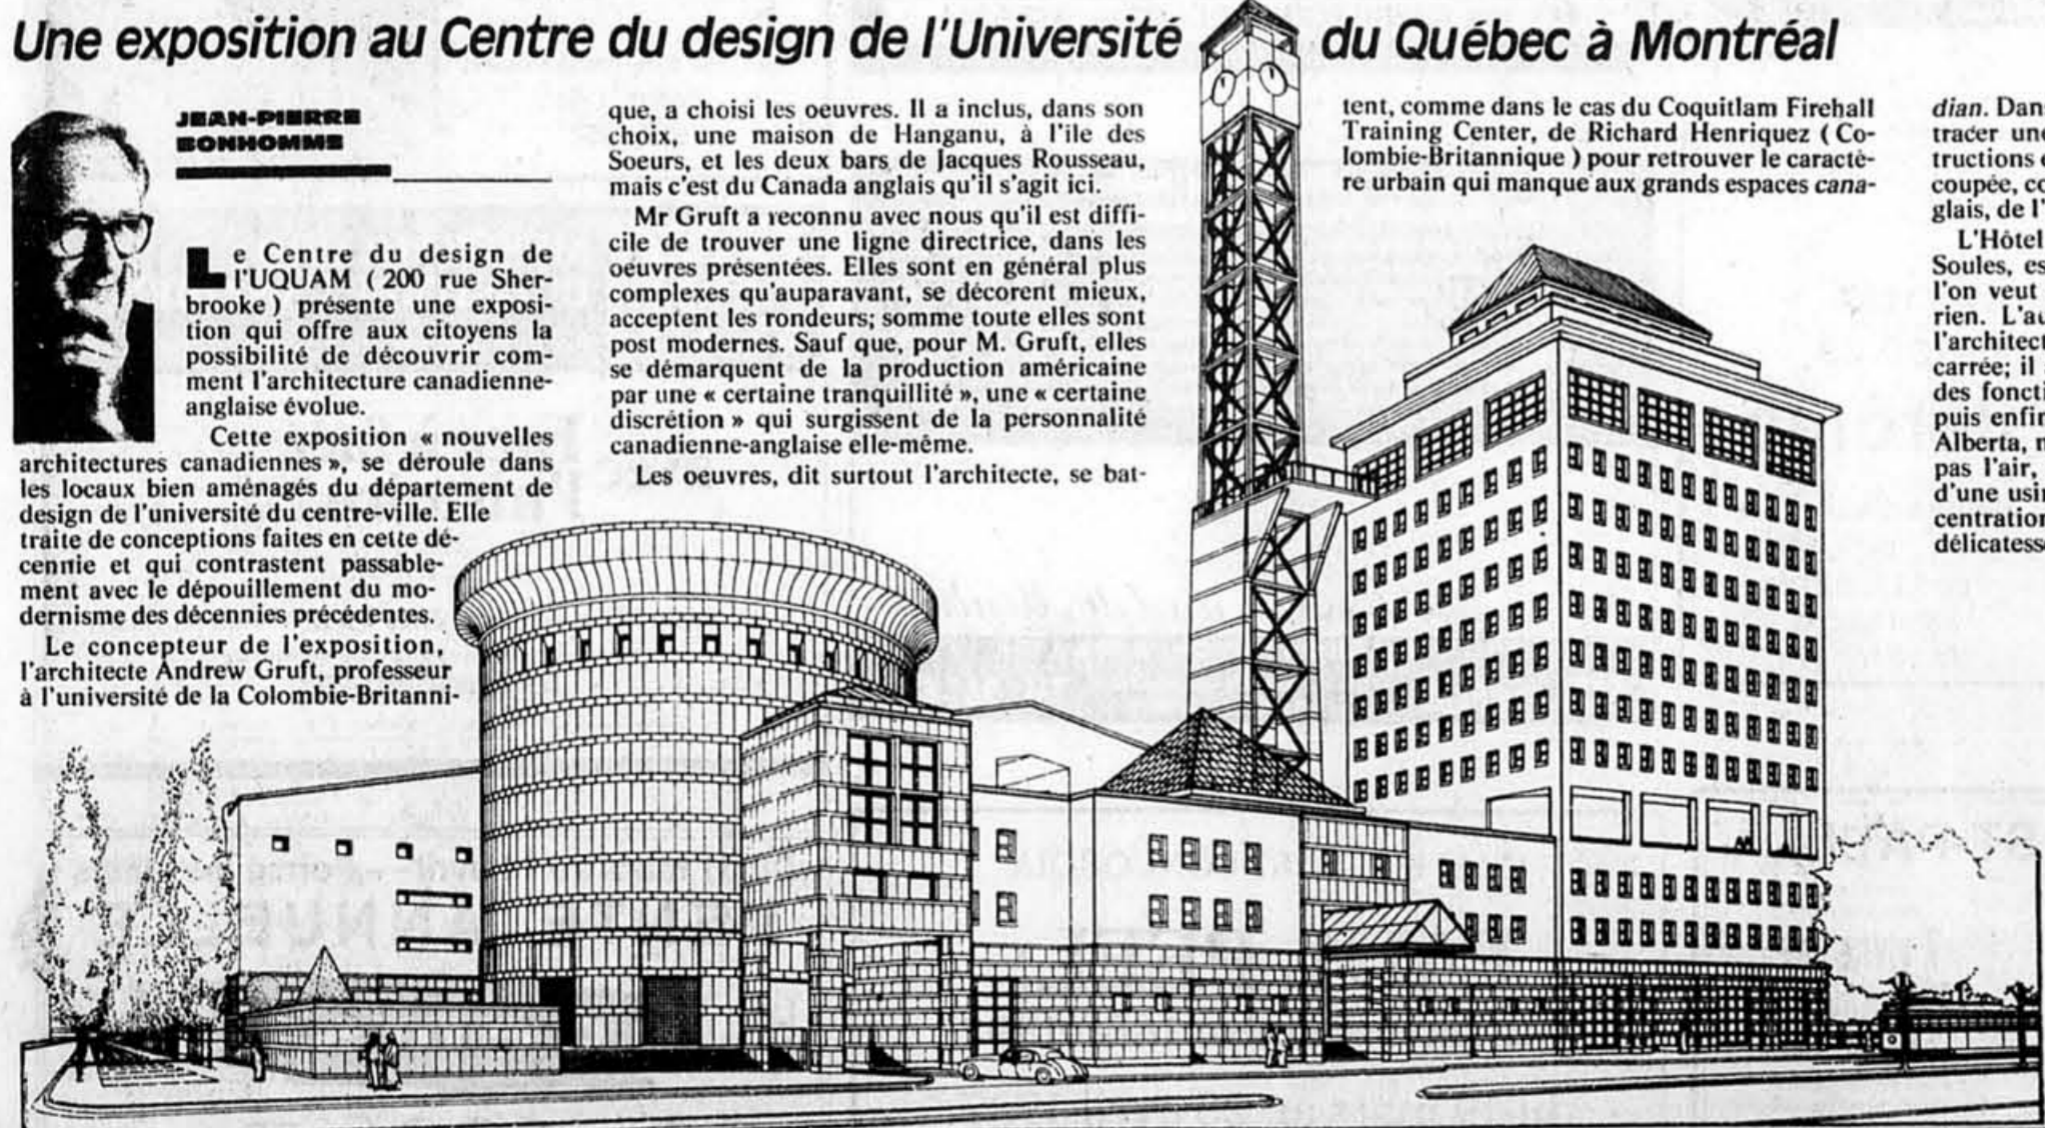 Une exposition au Centre du design de l'Université du Québec à Montréal
JEAN-PIERRE
BONHOMME
Le Centre du design de
l'UQUAM (200 rue Sher-
brooke) présente une exposi-
tion qui offre aux citoyens la
possibilité de découvrir com-
ment l'architecture canadienne-
anglaise évolue.
Cette exposition « nouvelles
architectures canadiennes », se déroule dans
les locaux bien aménagés du département de
design de l'université du centre-ville. Elle
traite de conceptions faites en cette dé-
cennie et qui contrastent passable-
ment avec le dépouillement du mo-
dernisme des décennies précédentes.
Le concepteur de l'exposition,
l'architecte Andrew Gruft, professeur
à l'université de la Colombie-Britanni-
que, a choisi les oeuvres. Il a inclus, dans son
choix, une maison de Hanganu, à l'île des
Soeurs, et les deux bars de Jacques Rousseau,
mais c'est du Canada anglais qu'il s'agit ici.
Mr Gruft a reconnu avec nous qu'il est diffi-
cile de trouver une ligne directrice, dans les
oeuvres présentées. Elles sont en général plus
complexes qu'auparavant, se décorent mieux,
acceptent les rondeurs; somme toute elles sont
post modernes. Sauf que, pour M. Gruft, elles
se démarquent de la production américaine
par une « certaine tranquillité », une « certaine
discrétion » qui surgissent de la personnalité
canadienne-anglaise elle-même.
Les oeuvres, dit surtout l'architecte, se bat-
tent, comme dans le cas du Coquitlam Firehall
Training Center, de Richard Henriquez (Co-
lombie-Britannique) pour retrouver le caractè-
re urbain qui manque aux grands espaces cana-
dian. Dan
tracer une
tructions
coupée, co
glais, de l'
L'Hôtel
Soules, es
l'on veut
rien. L'au
l'architect
carrée; il
des foncti
puis enfin
Alberta,
pas l'air,
d'une usi
centration
délicatess